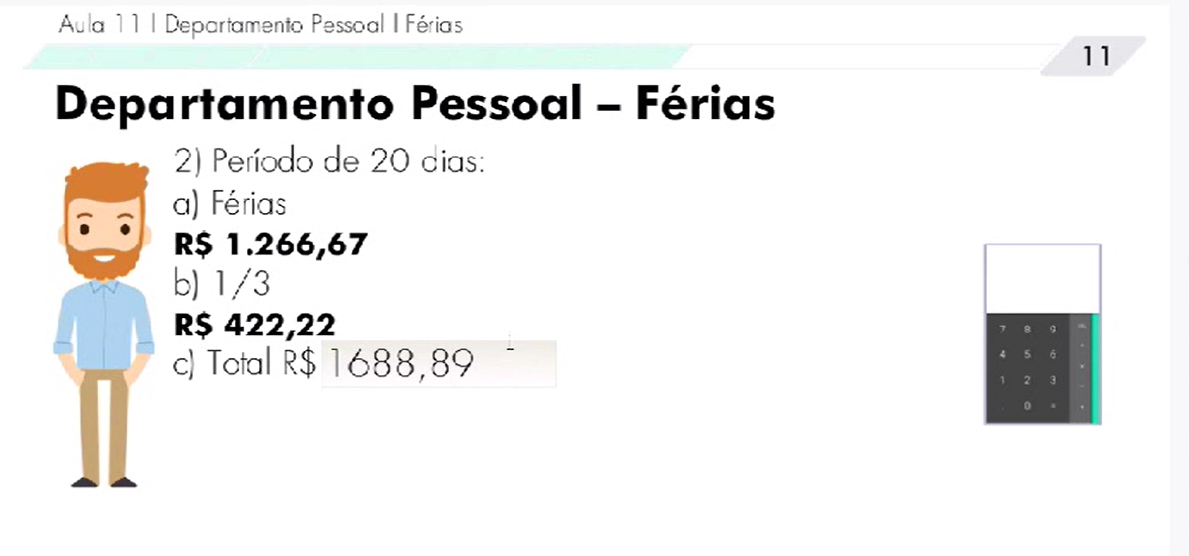 Aula 11 | Departamento Pessoal | Férias
11
Departamento Pessoal – Férias
2) Período de 20 dias:
a) Férias
R$ 1.266,67
b) 1/3
R$ 422,22
c) Total R$ 1688,89
7 8 9
4 5 6
1 2 3
. 0 =